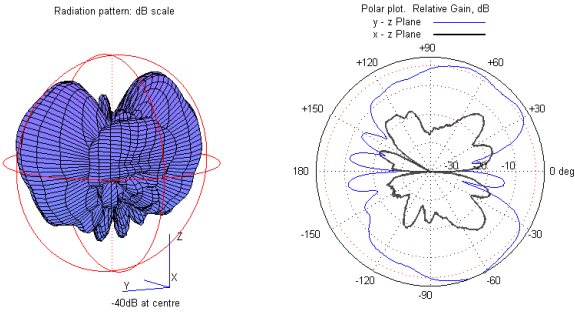 Radiation pattern: dB scale
Z
Y
X
-40dB at centre
Polar plot. Relative Gain, dB
y - z Plane
x - z Plane
+90
+120
+60
+150
+30
180
-30
-20
-10
0 deg
-150
-30
-120
-60
-90